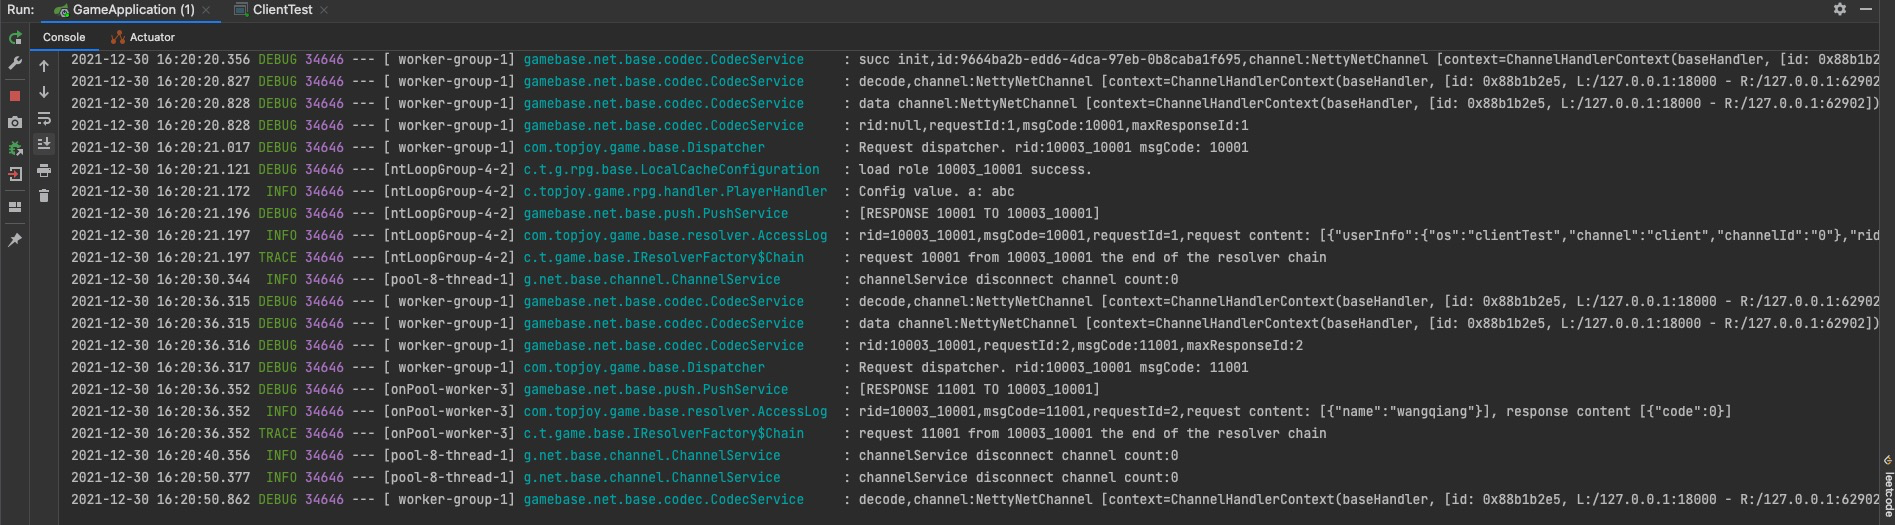 Run: GameApplication (1) × ClientTest ×
Console Actuator
2021-12-30 16:20:20.356 DEBUG 34646 --- [ worker-group-1] gamebase.net.base.codec.CodecService : succ init,id:9664ba2b-edd6-4dca-97eb-0b8caba1f695,channel:NettyNetChannel [context=ChannelHandlerContext(baseHandler, [id: 0x88b1b2
2021-12-30 16:20:20.827 DEBUG 34646 --- [ worker-group-1] gamebase.net.base.codec.CodecService : decode,channel:NettyNetChannel [context=ChannelHandlerContext(baseHandler, [id: 0x88b1b2e5, L:/127.0.0.1:18000 - R:/127.0.0.1:62902
2021-12-30 16:20:20.828 DEBUG 34646 --- [ worker-group-1] gamebase.net.base.codec.CodecService : data channel:NettyNetChannel [context=ChannelHandlerContext(baseHandler, [id: 0x88b1b2e5, L:/127.0.0.1:18000 - R:/127.0.0.1:62902])
2021-12-30 16:20:20.828 DEBUG 34646 --- [ worker-group-1] gamebase.net.base.codec.CodecService : rid:null,requestId:1,msgCode:10001,maxResponseId:1
2021-12-30 16:20:21.017 DEBUG 34646 --- [ worker-group-1] com.topjoy.game.base.Dispatcher : Request dispatcher. rid:10003_10001 msgCode: 10001
2021-12-30 16:20:21.121 DEBUG 34646 --- [ntLoopGroup-4-2] c.t.g.rpg.base.LocalCacheConfiguration : load role 10003_10001 success.
2021-12-30 16:20:21.172 INFO 34646 --- [ntLoopGroup-4-2] c.topjoy.game.rpg.handler.PlayerHandler : Config value. a: abc
2021-12-30 16:20:21.196 DEBUG 34646 --- [ntLoopGroup-4-2] gamebase.net.base.push.PushService : [RESPONSE 10001 TO 10003_10001]
2021-12-30 16:20:21.197 INFO 34646 --- [ntLoopGroup-4-2] com.topjoy.game.base.resolver.AccessLog : rid=10003_10001,msgCode=10001,requestId=1,request content: [{"userInfo":{"os":"clientTest","channel":"client","channelId":"0"},"rid
2021-12-30 16:20:21.197 TRACE 34646 --- [ntLoopGroup-4-2] c.t.game.base.IResolverFactory$Chain : request 10001 from 10003_10001 the end of the resolver chain
2021-12-30 16:20:30.344 INFO 34646 --- [pool-8-thread-1] g.net.base.channel.ChannelService : channelService disconnect channel count:0
2021-12-30 16:20:36.315 DEBUG 34646 --- [ worker-group-1] gamebase.net.base.codec.CodecService : decode,channel:NettyNetChannel [context=ChannelHandlerContext(baseHandler, [id: 0x88b1b2e5, L:/127.0.0.1:18000 - R:/127.0.0.1:62902
2021-12-30 16:20:36.315 DEBUG 34646 --- [ worker-group-1] gamebase.net.base.codec.CodecService : data channel:NettyNetChannel [context=ChannelHandlerContext(baseHandler, [id: 0x88b1b2e5, L:/127.0.0.1:18000 - R:/127.0.0.1:62902])
2021-12-30 16:20:36.316 DEBUG 34646 --- [ worker-group-1] gamebase.net.base.codec.CodecService : rid:10003_10001,requestId:2,msgCode:11001,maxResponseId:2
2021-12-30 16:20:36.317 DEBUG 34646 --- [ worker-group-1] com.topjoy.game.base.Dispatcher : Request dispatcher. rid:10003_10001 msgCode: 11001
2021-12-30 16:20:36.352 DEBUG 34646 --- [onPool-worker-3] gamebase.net.base.push.PushService : [RESPONSE 11001 TO 10003_10001]
2021-12-30 16:20:36.352 INFO 34646 --- [onPool-worker-3] com.topjoy.game.base.resolver.AccessLog : rid=10003_10001,msgCode=11001,requestId=2,request content: [{"name":"wangqiang"}], response content [{"code":0}]
2021-12-30 16:20:36.352 TRACE 34646 --- [onPool-worker-3] c.t.game.base.IResolverFactory$Chain : request 11001 from 10003_10001 the end of the resolver chain
2021-12-30 16:20:40.356 INFO 34646 --- [pool-8-thread-1] g.net.base.channel.ChannelService : channelService disconnect channel count:0
2021-12-30 16:20:50.377 INFO 34646 --- [pool-8-thread-1] g.net.base.channel.ChannelService : channelService disconnect channel count:0
2021-12-30 16:20:50.862 DEBUG 34646 --- [ worker-group-1] gamebase.net.base.codec.CodecService : decode,channel:NettyNetChannel [context=ChannelHandlerContext(baseHandler, [id: 0x88b1b2e5, L:/127.0.0.1:18000 - R:/127.0.0.1:62902
leetcode